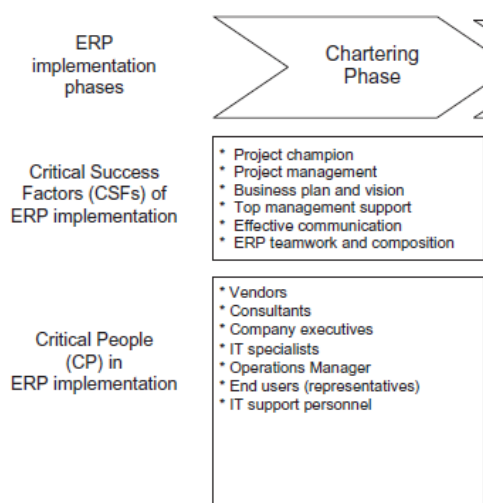 ERP
implementation
phases
Chartering
Phase
Critical Success
Factors (CSFs) of
ERP implementation
* Project champion
* Project management
* Business plan and vision
* Top management support
* Effective communication
* ERP teamwork and composition
Critical People
(CP) in
ERP implementation
* Vendors
* Consultants
* Company executives
* IT specialists
* Operations Manager
* End users (representatives)
* IT support personnel